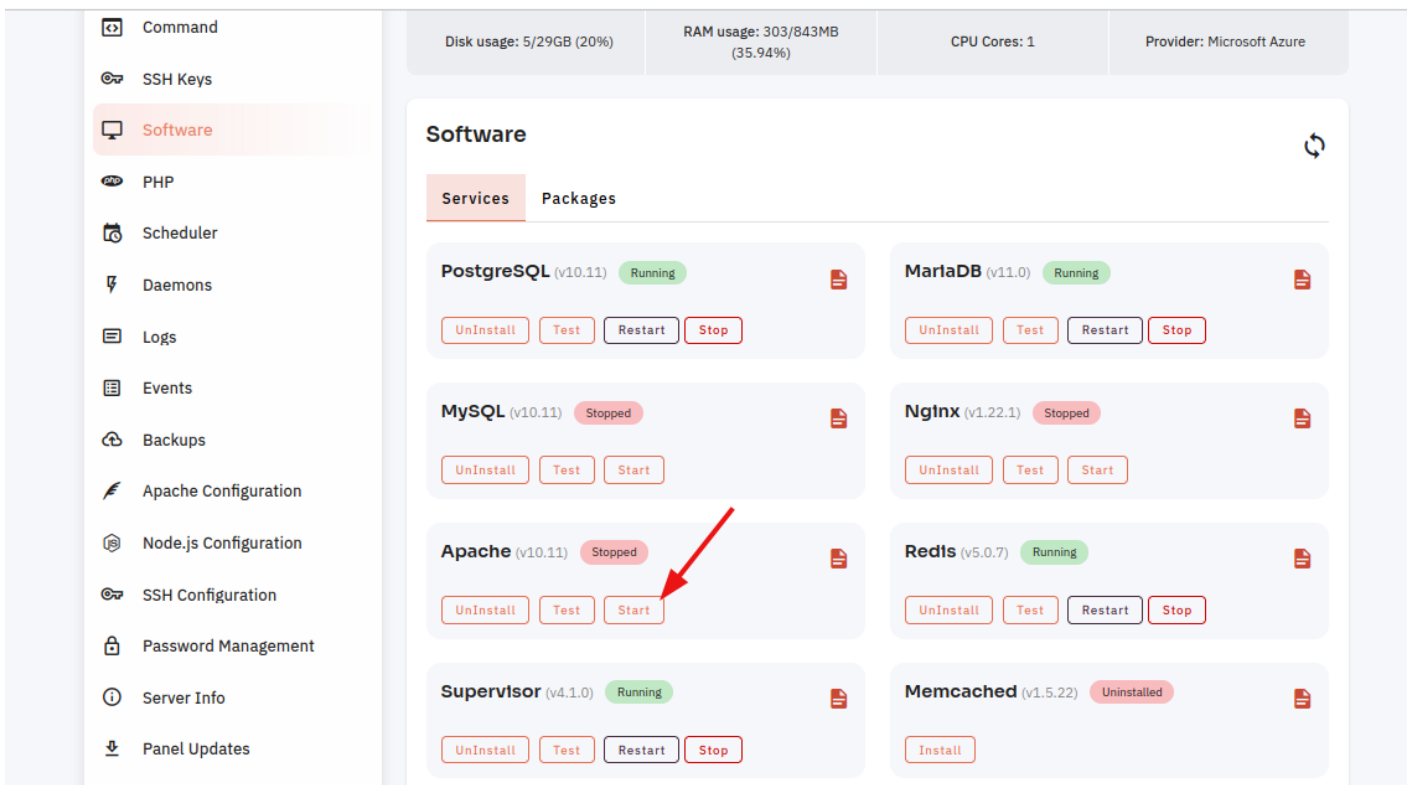 Command
SSH Keys
Software
PHP
Scheduler
Daemons
Logs
Events
Backups
Apache Configuration
Node.js Configuration
SSH Configuration
Password Management
Server Info
Panel Updates
Disk usage: 5/29GB (20%)
RAM usage: 303/843MB
(35.94%)
CPU Cores: 1
Provider: Microsoft Azure
Software
Services Packages
PostgreSQL (v10.11) Running
UnInstall Test Restart Stop
MariaDB (v11.0) Running
UnInstall Test Restart Stop
MySQL (v10.11) Stopped
UnInstall Test Start
Nginx (v1.22.1) Stopped
UnInstall Test Start
Apache (v10.11) Stopped
UnInstall Test Start
Redis (v5.0.7) Running
UnInstall Test Restart Stop
Supervisor (v4.1.0) Running
UnInstall Test Restart Stop
Memcached (v1.5.22) Uninstalled
Install